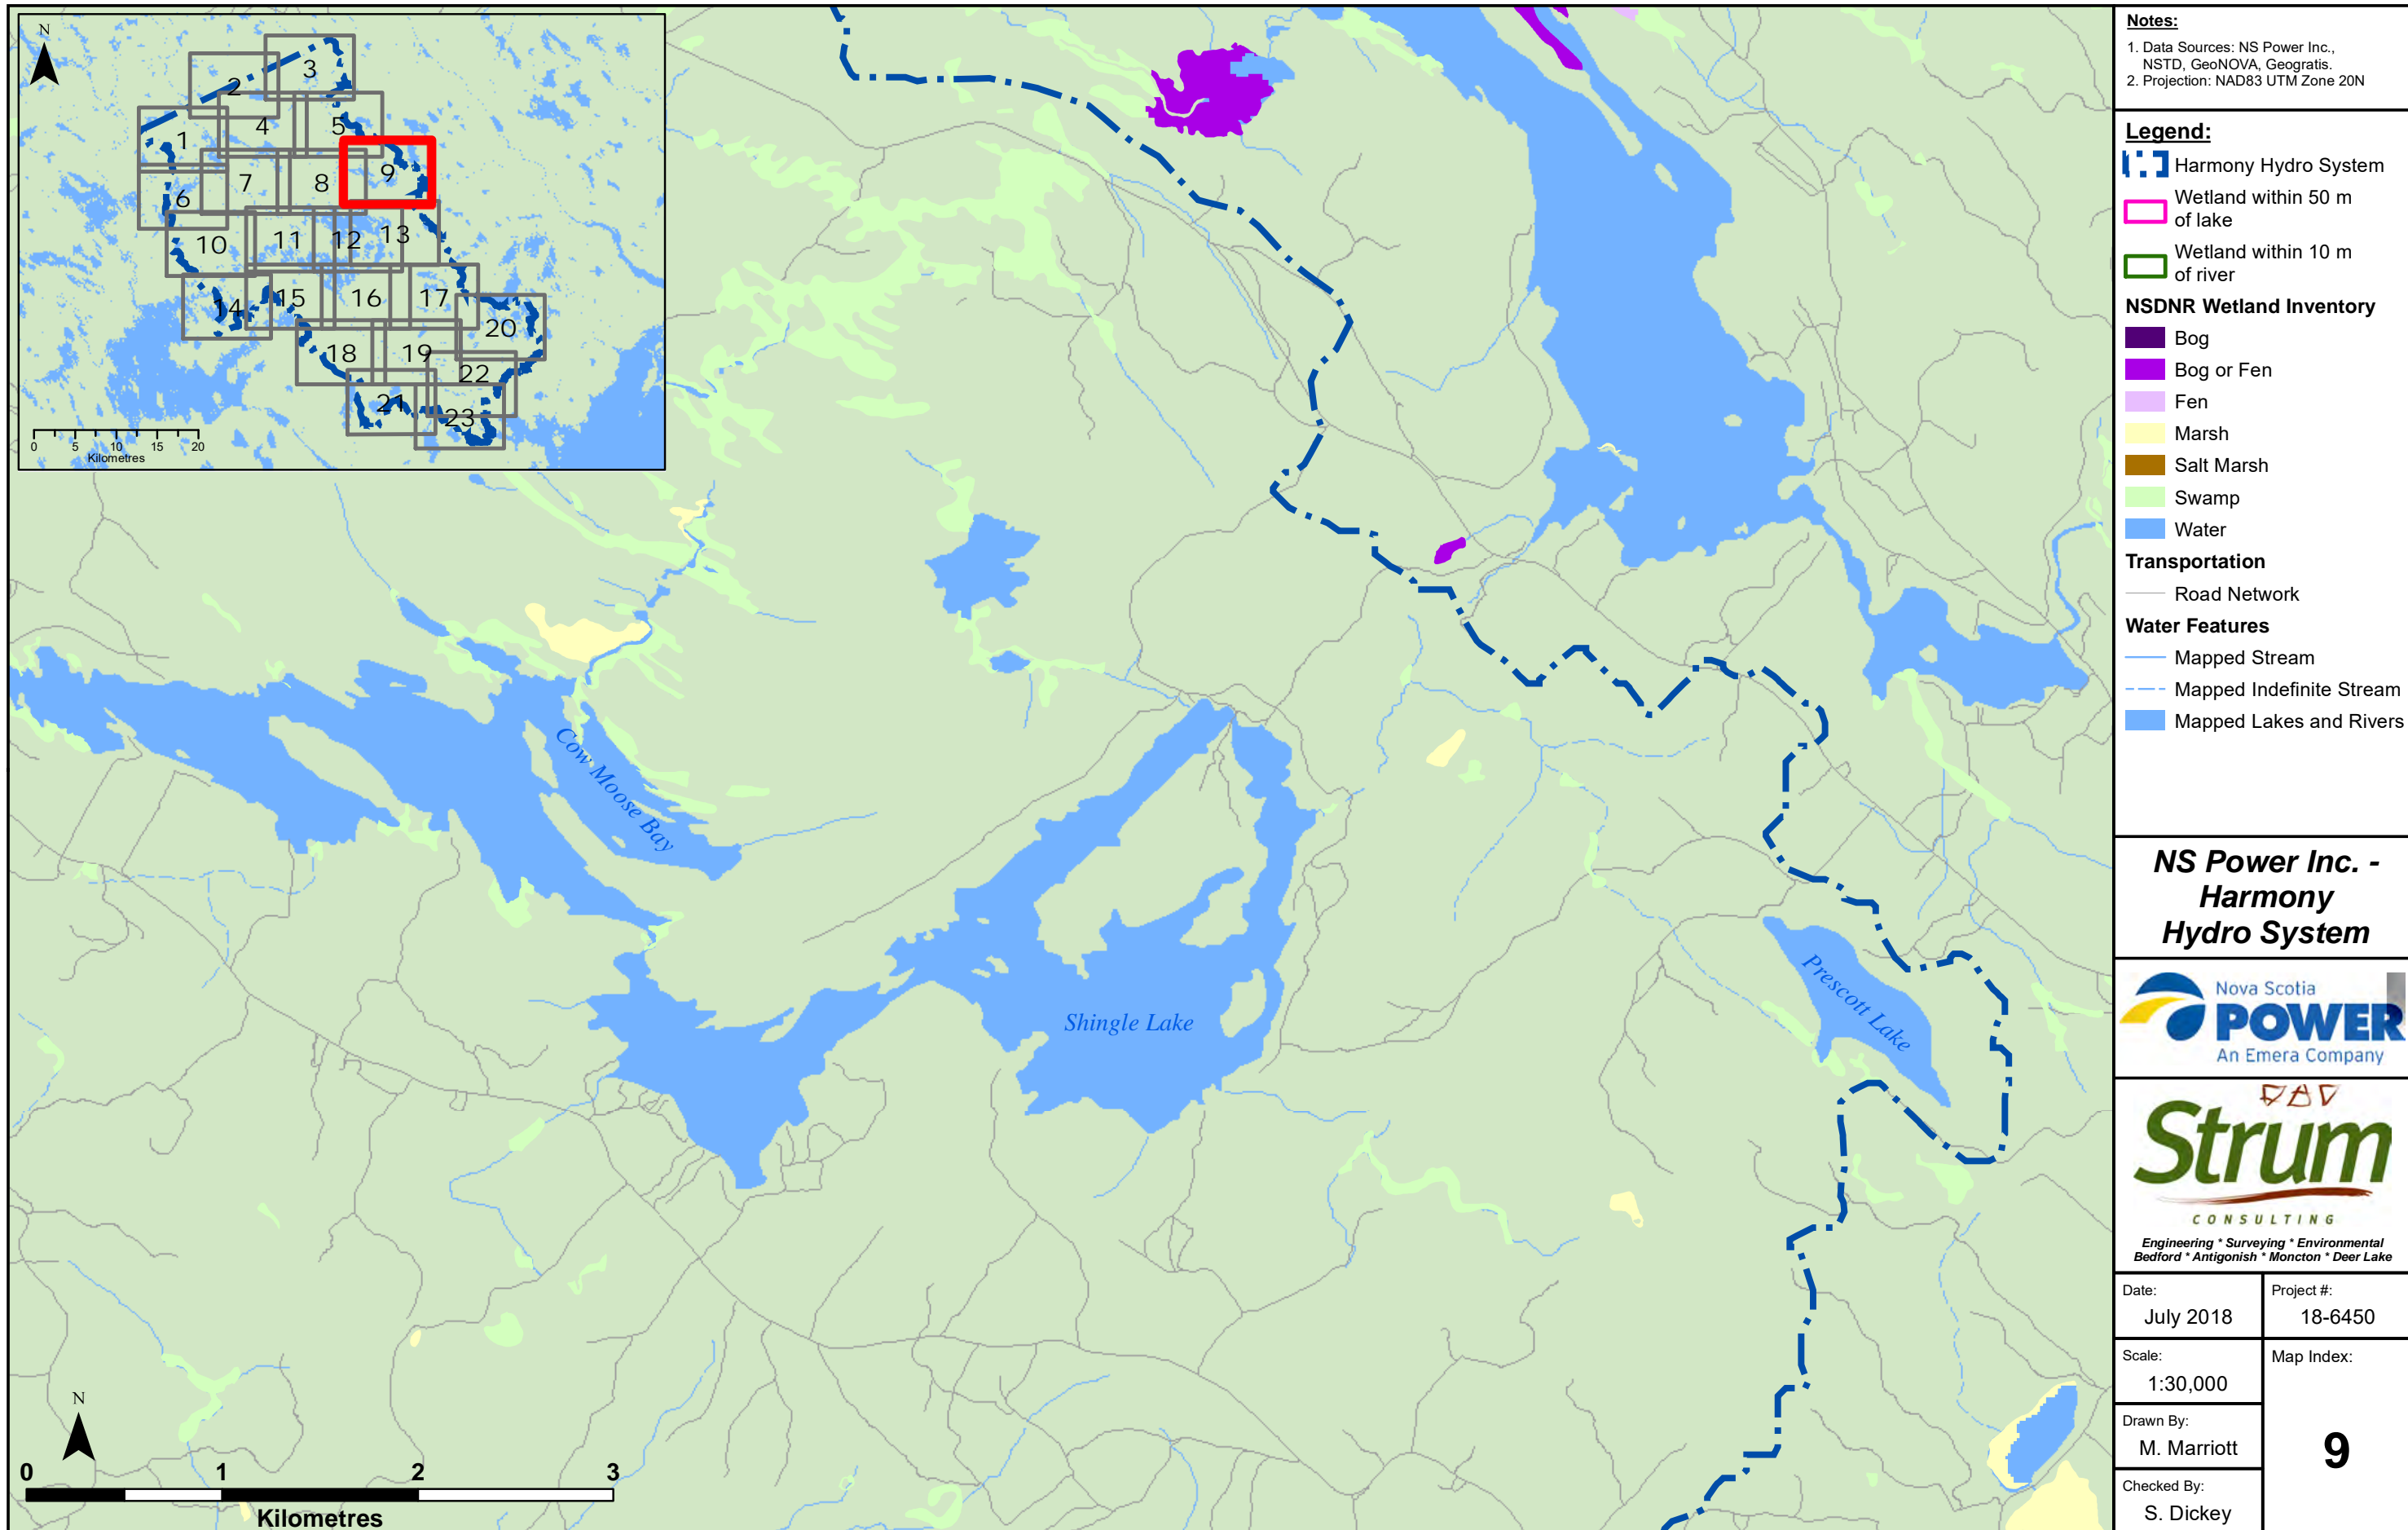 N
1
2
3
4
5
6
7
8
9
10
11
12
13
14
15
16
17
18
19
20
21
22
23
0 5 10 15 20
Kilometres
Cow Moose Bay
Shingle Lake
Prescott Lake
N
0 1 2 3
Kilometres
Notes:
1. Data Sources: NS Power Inc.,
NSTD, GeoNOVA, Geogratis.
2. Projection: NAD83 UTM Zone 20N
Legend:
Harmony Hydro System
Wetland within 50 m
of lake
Wetland within 10 m
of river
NSDNR Wetland Inventory
Bog
Bog or Fen
Fen
Marsh
Salt Marsh
Swamp
Water
Transportation
Road Network
Water Features
Mapped Stream
Mapped Indefinite Stream
Mapped Lakes and Rivers
NS Power Inc. -
Harmony
Hydro System
Nova Scotia
POWER
An Emera Company
Strum
CONSULTING
Engineering * Surveying * Environmental
Bedford * Antigonish * Moncton * Deer Lake
Date:
July 2018
Project #:
18-6450
Scale:
1:30,000
Map Index:
9
Drawn By:
M. Marriott
Checked By:
S. Dickey